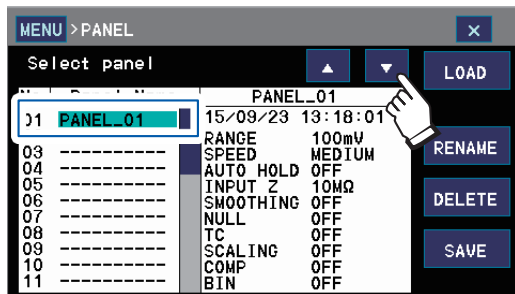 MENU >PANEL ×
Select panel ▲ ▼ LOAD
PANEL_01
01 PANEL_01 15/09/23 13:18:01
RANGE 100mV
03 ---------- SPEED MEDIUM RENAME
04 ---------- AUTO HOLD OFF
05 ---------- INPUT Z 10MΩ
06 ---------- SMOOTHING OFF DELETE
07 ---------- NULL OFF
08 ---------- TC OFF
09 ---------- SCALING OFF SAVE
10 ---------- COMP OFF
11 ---------- BIN OFF